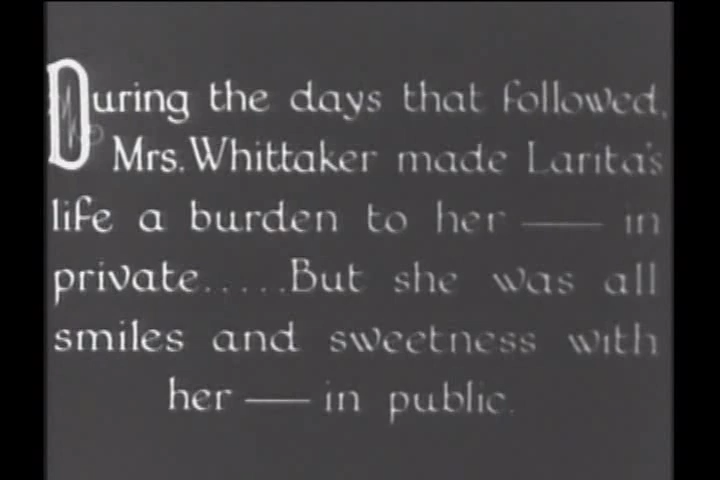 During the days that followed,
Mrs. Whittaker made Larita's
life a burden to her — in
private.....But she was all
smiles and sweetness with
her — in public.